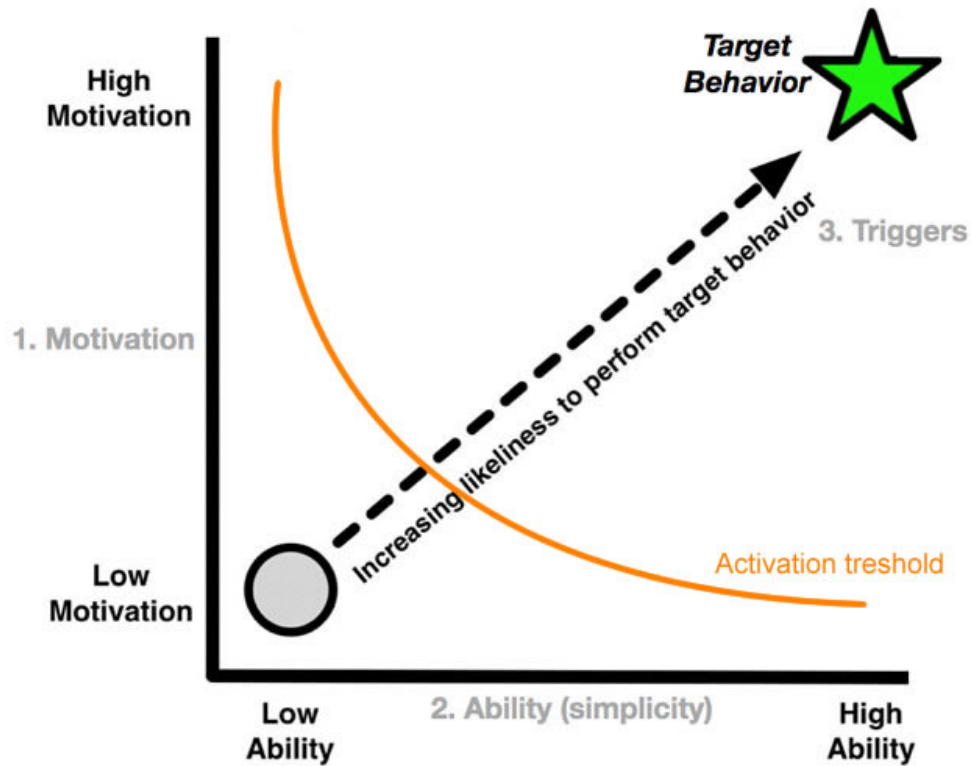 Target
Behavior
High
Motivation
3. Triggers
1. Motivation
Increasing likeliness to perform target behavior
Activation treshold
Low
Motivation
2. Ability (simplicity)
Low
Ability
High
Ability